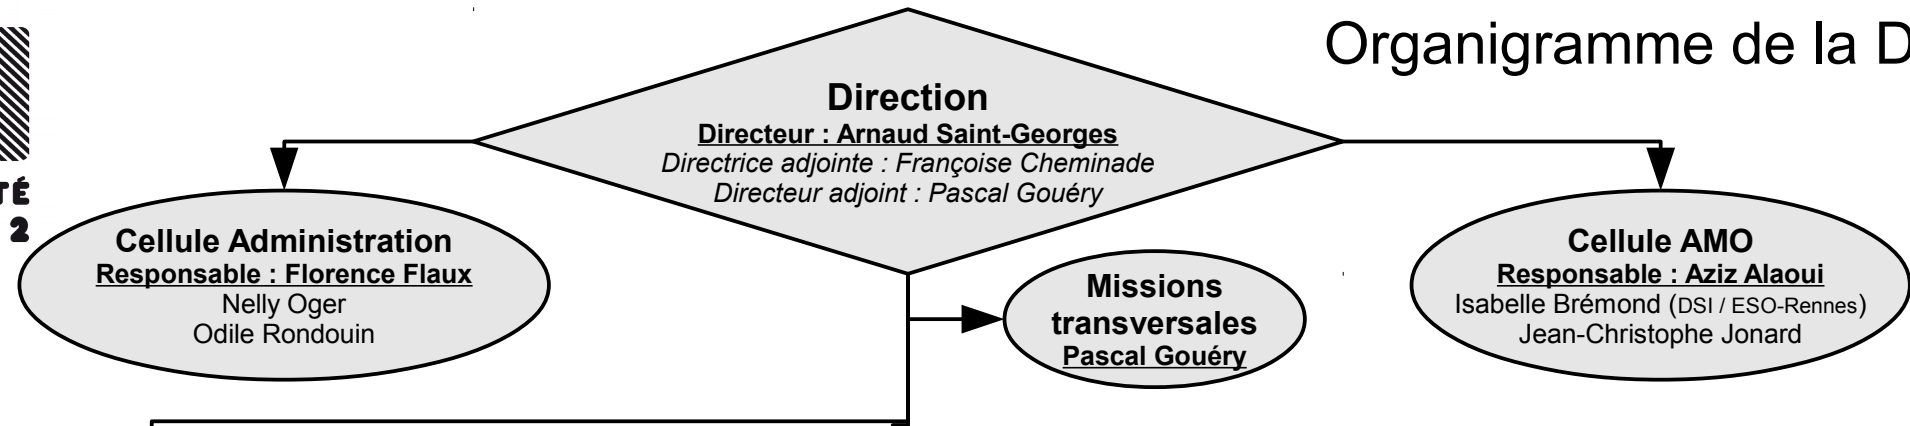 Organigramme de la D
Direction
Directeur : Arnaud Saint-Georges
Directrice adjointe : Françoise Cheminade
Directeur adjoint : Pascal Gouéry
TÉ
2
Cellule Administration
Responsable : Florence Flaux
Nelly Oger
Odile Rondouin
Missions
transversales
Pascal Gouéry
Cellule AMO
Responsable : Aziz Alaoui
Isabelle Brémond (DSI / ESO-Rennes)
Jean-Christophe Jonard